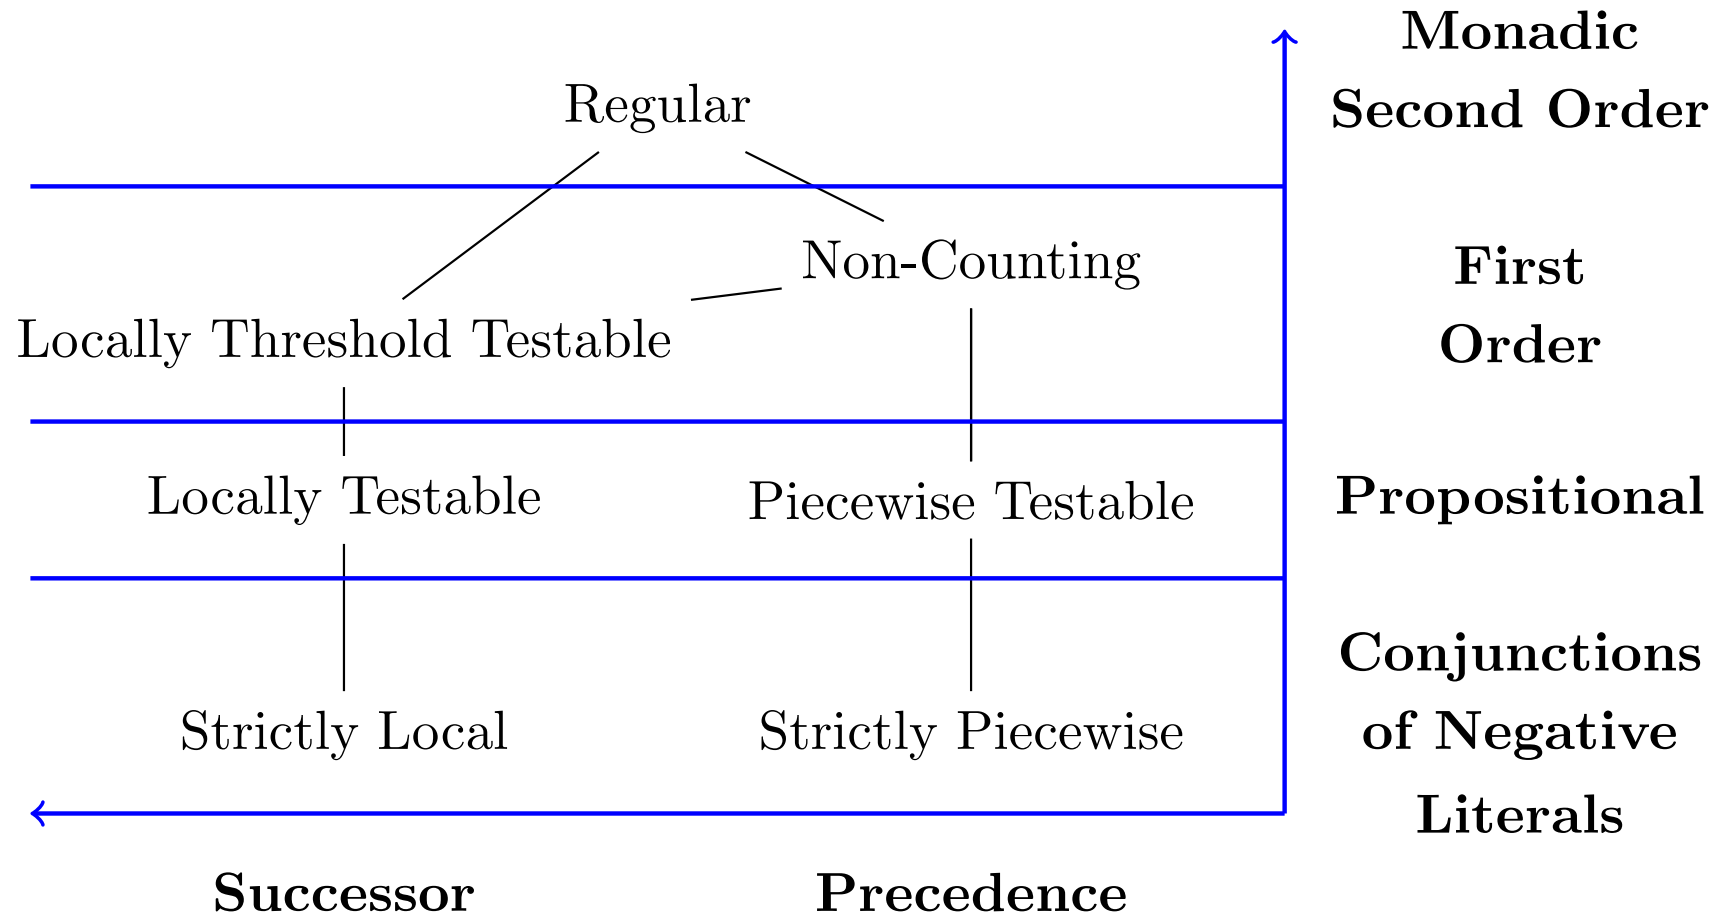 Monadic
Second Order
Regular
First
Order
Non-Counting
Locally Threshold Testable
Propositional
Locally Testable
Piecewise Testable
Conjunctions
of Negative
Literals
Strictly Local
Strictly Piecewise
Successor
Precedence